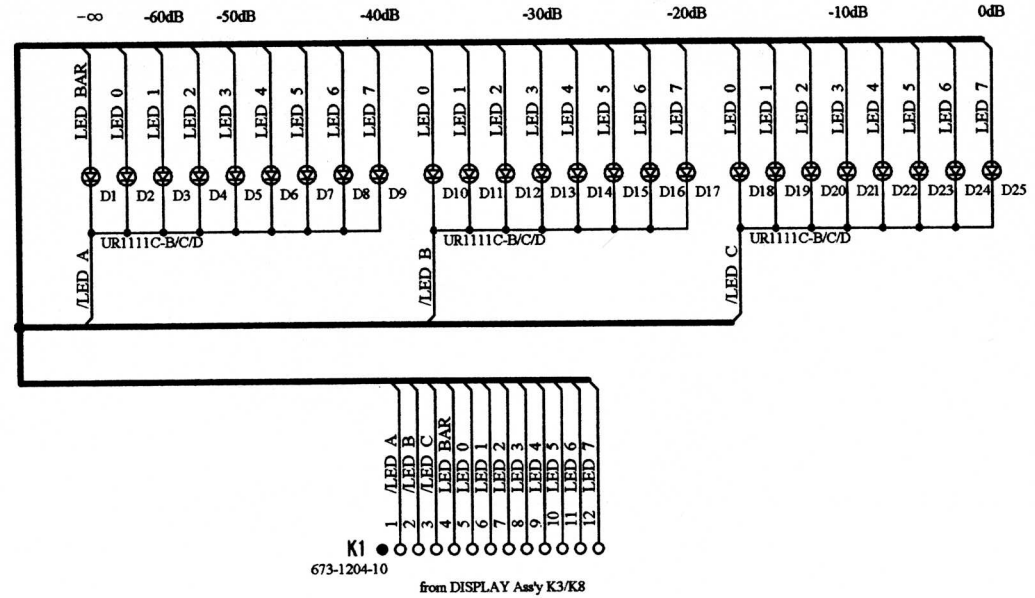 -∞ -60dB -50dB -40dB -30dB -20dB -10dB 0dB
LED BAR LED 0 LED 1 LED 2 LED 3 LED 4 LED 5 LED 6 LED 7 LED 0 LED 1 LED 2 LED 3 LED 4 LED 5 LED 6 LED 7 LED 0 LED 1 LED 2 LED 3 LED 4 LED 5 LED 6 LED 7
D1 D2 D3 D4 D5 D6 D7 D8 D9 D10 D11 D12 D13 D14 D15 D16 D17 D18 D19 D20 D21 D22 D23 D24 D25
UR1111C-B/C/D UR1111C-B/C/D UR1111C-B/C/D
/LED A /LED B /LED C
/LED A /LED B /LED C LED BAR LED 0 LED 1 LED 2 LED 3 LED 4 LED 5 LED 6 LED 7
1 2 3 4 5 6 7 8 9 10 11 12
K1
673-1204-10
from DISPLAY Ass'y K3/K8